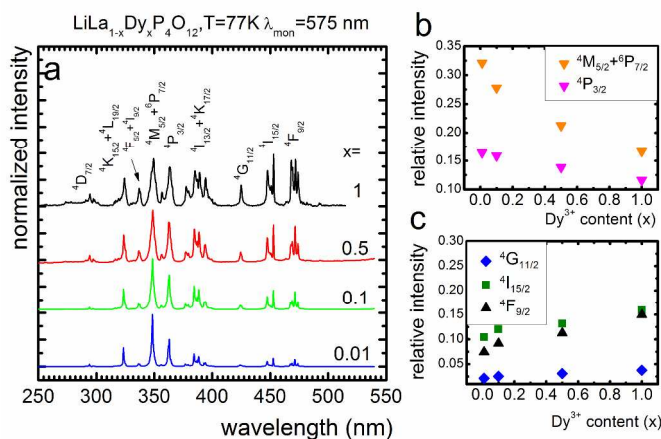 LiLa1-xDyxP4O12,T=77K λmon=575 nm
a
normalized intensity
4D7/2
4K15/2+4L19/2
4F5/2+4I9/2
4M5/2+6P7/2
4P3/2
4I13/2+4K17/2
4G11/2
4I15/2
4F9/2
x=
1
0.5
0.1
0.01
250 300 350 400 450 500 550
wavelength (nm)
b
relative intensity
0.35
0.30
0.25
0.20
0.15
0.10
4M5/2+6P7/2
4P3/2
0.0 0.2 0.4 0.6 0.8 1.0
Dy3+ content (x)
c
relative intensity
0.30
0.25
0.20
0.15
0.10
0.05
4G11/2
4I15/2
4F9/2
0.0 0.2 0.4 0.6 0.8 1.0
Dy3+ content (x)